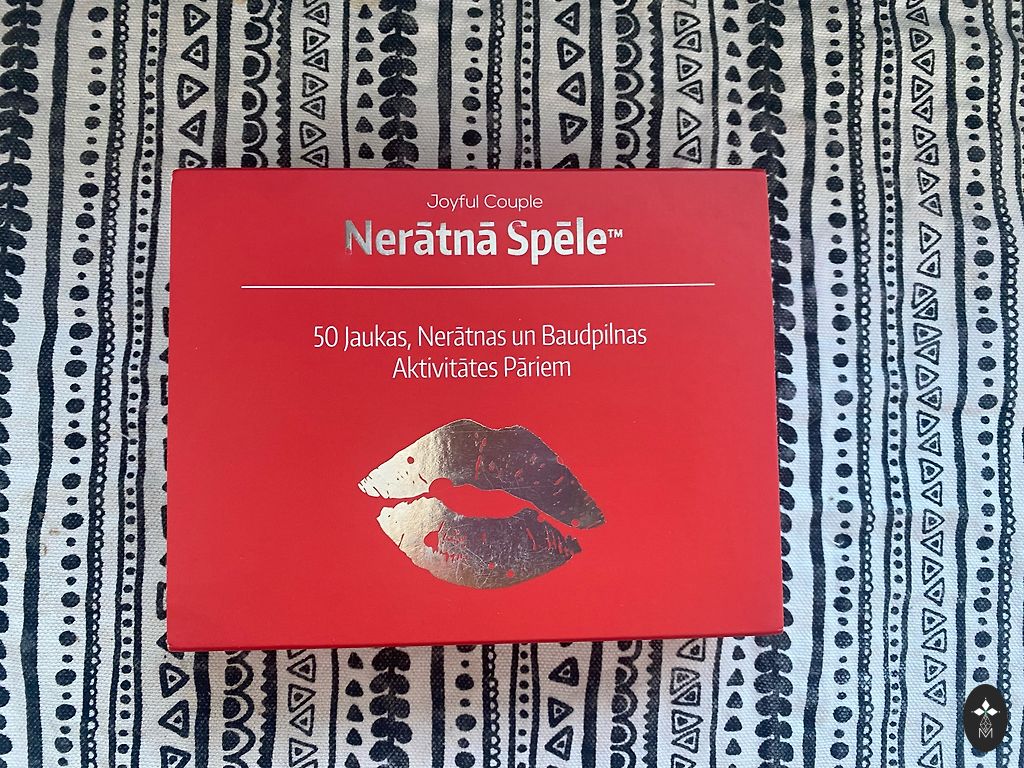 Joyful Couple
Nerātnā Spēle™
50 Jaukas, Nerātnas un Baudpilnas
Aktivitātes Pāriem
M